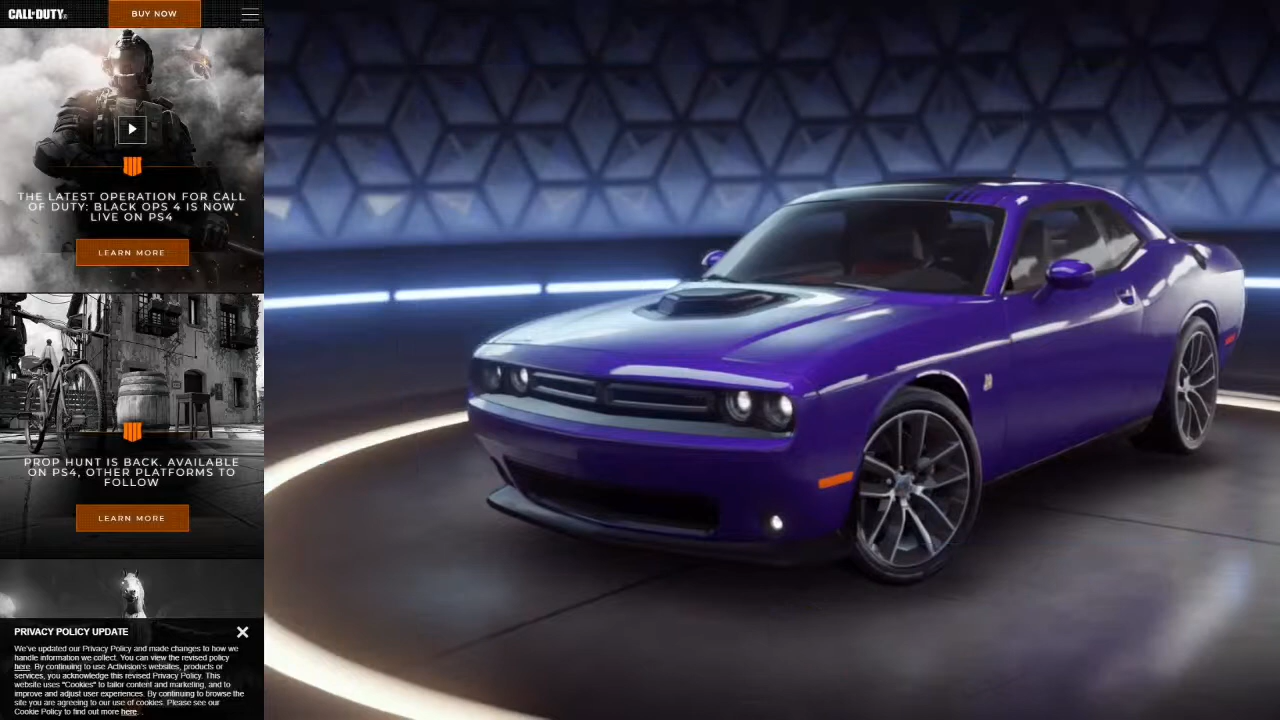 CALL OF DUTY
BUY NOW
THE LATEST OPERATION FOR CALL
OF DUTY: BLACK OPS 4 IS NOW
LIVE ON PS4
LEARN MORE
PROP HUNT IS BACK. AVAILABLE
ON PS4, OTHER PLATFORMS TO
FOLLOW
LEARN MORE
PRIVACY POLICY UPDATE
We've updated our Privacy Policy and made changes to how we
handle information we collect. You can view the revised policy
here. By continuing to use Activision's websites, products or
services, you acknowledge this revised Privacy Policy. This
website uses "Cookies" to tailor content and marketing, and to
improve and adjust user experiences. By continuing to browse the
site you are agreeing to our use of cookies. Please see our
Cookie Policy to find out more here. .